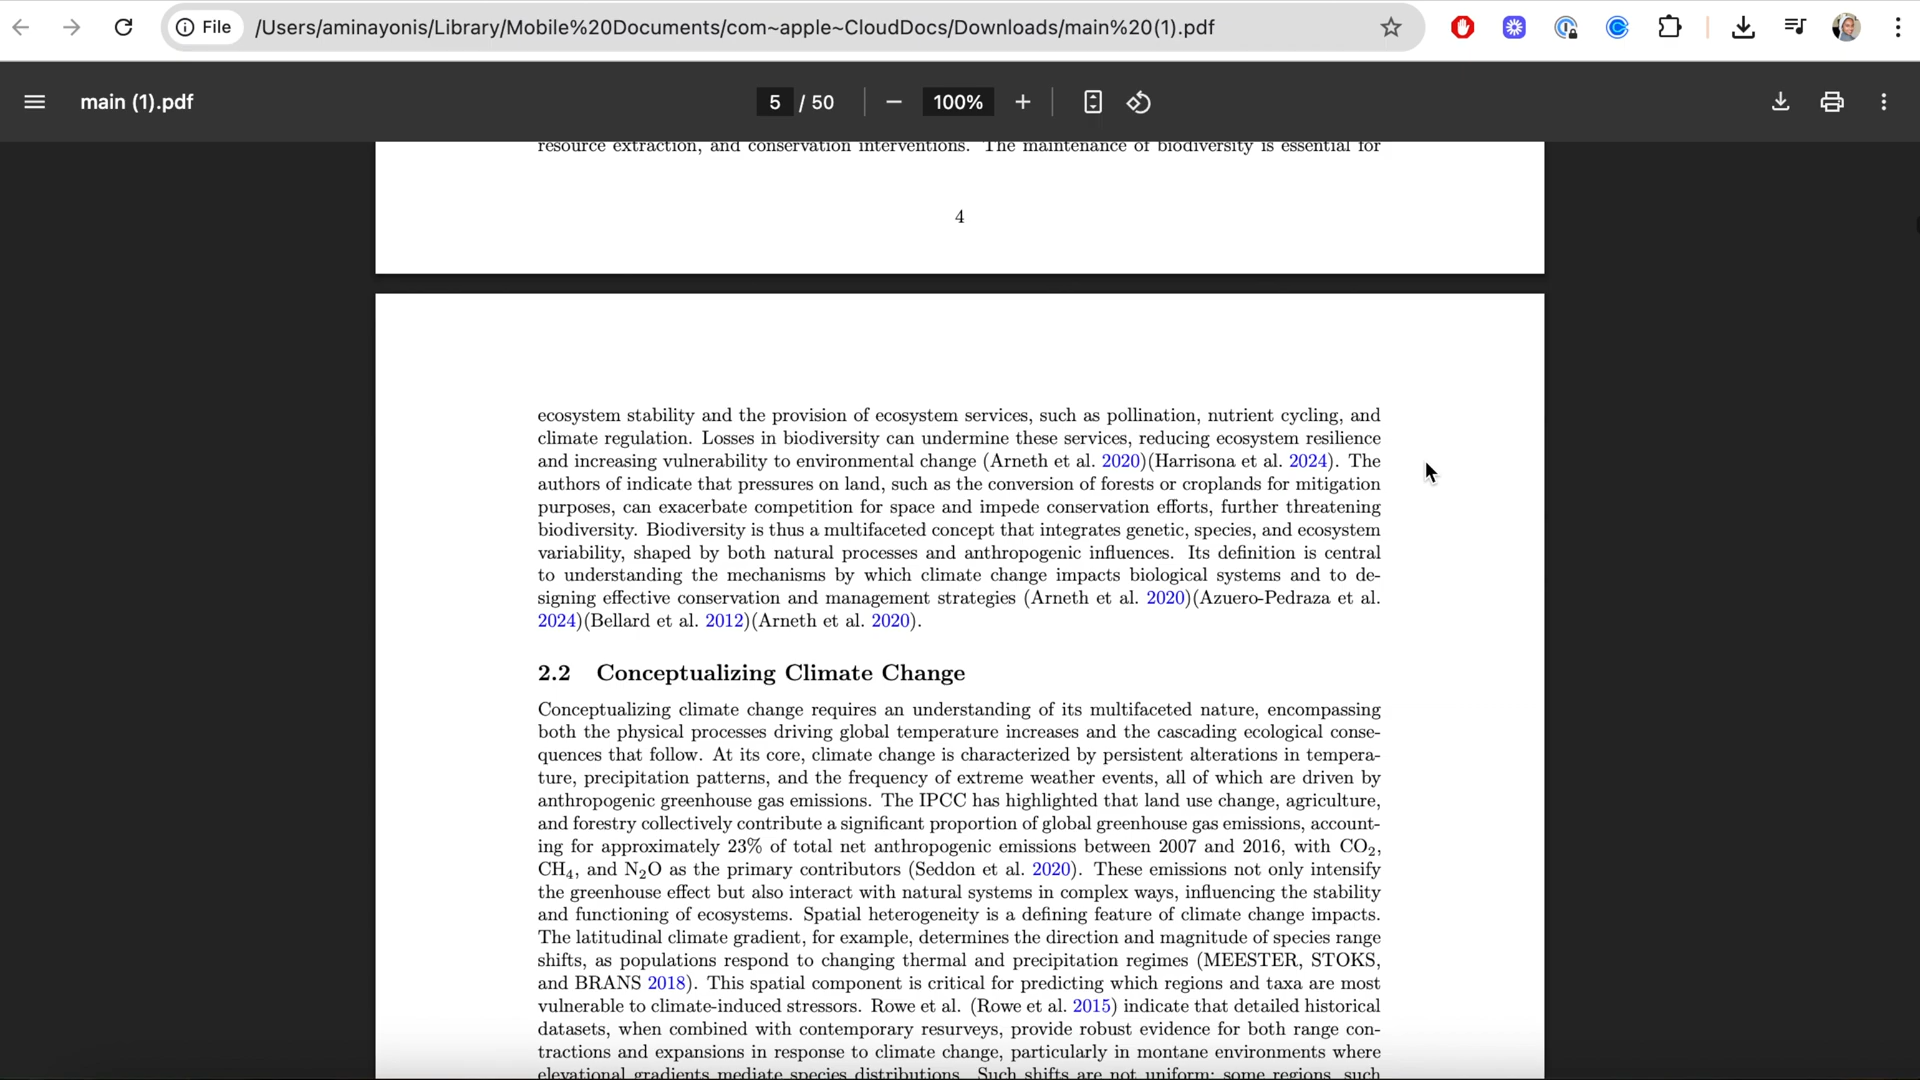 File
/Users/aminayonis/Library/Mobile%20Documents/com~apple~CloudDocs/Downloads/main%20(1).pdf
main (1).pdf
5 / 50
100%
resource extraction, and conservation interventions. The maintenance of biodiversity is essential for
4
ecosystem stability and the provision of ecosystem services, such as pollination, nutrient cycling, and
climate regulation. Losses in biodiversity can undermine these services, reducing ecosystem resilience
and increasing vulnerability to environmental change (Arneth et al. 2020)(Harrisona et al. 2024). The
authors of indicate that pressures on land, such as the conversion of forests or croplands for mitigation
purposes, can exacerbate competition for space and impede conservation efforts, further threatening
biodiversity. Biodiversity is thus a multifaceted concept that integrates genetic, species, and ecosystem
variability, shaped by both natural processes and anthropogenic influences. Its definition is central
to understanding the mechanisms by which climate change impacts biological systems and to de-
signing effective conservation and management strategies (Arneth et al. 2020)(Azuero-Pedraza et al.
2024)(Bellard et al. 2012)(Arneth et al. 2020).
2.2 Conceptualizing Climate Change
Conceptualizing climate change requires an understanding of its multifaceted nature, encompassing
both the physical processes driving global temperature increases and the cascading ecological conse-
quences that follow. At its core, climate change is characterized by persistent alterations in tempera-
ture, precipitation patterns, and the frequency of extreme weather events, all of which are driven by
anthropogenic greenhouse gas emissions. The IPCC has highlighted that land use change, agriculture,
and forestry collectively contribute a significant proportion of global greenhouse gas emissions, account-
ing for approximately 23% of total net anthropogenic emissions between 2007 and 2016, with CO₂,
CH₄, and N₂O as the primary contributors (Seddon et al. 2020). These emissions not only intensify
the greenhouse effect but also interact with natural systems in complex ways, influencing the stability
and functioning of ecosystems. Spatial heterogeneity is a defining feature of climate change impacts.
The latitudinal climate gradient, for example, determines the direction and magnitude of species range
shifts, as populations respond to changing thermal and precipitation regimes (MEESTER, STOKS,
and BRANS 2018). This spatial component is critical for predicting which regions and taxa are most
vulnerable to climate-induced stressors. Rowe et al. (Rowe et al. 2015) indicate that detailed historical
datasets, when combined with contemporary resurveys, provide robust evidence for both range con-
tractions and expansions in response to climate change, particularly in montane environments where
elevational gradients mediate species distributions. Such shifts are not uniform; some regions, such